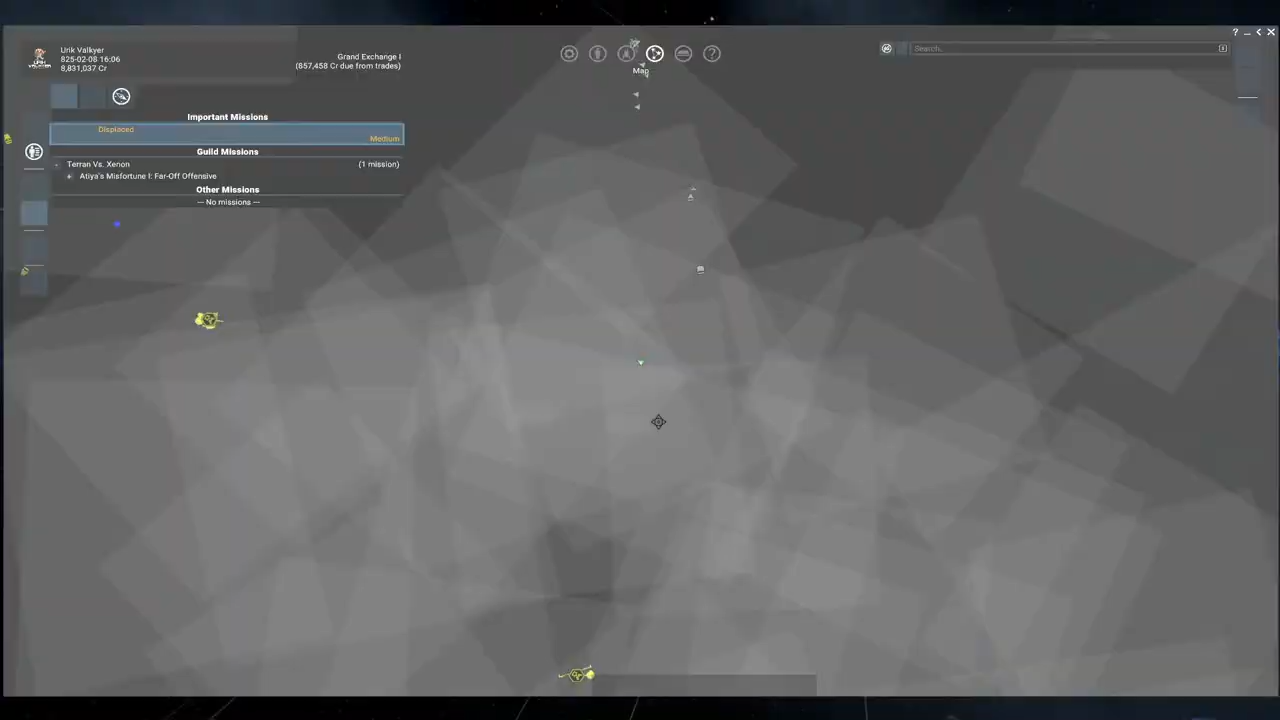 Urik Valkyer
825-02-08 16:06
8,831,037 Cr
Grand Exchange I
(857,458 Cr due from trades)
Map
Search...
Important Missions
Displaced
Medium
Guild Missions
Terran Vs. Xenon (1 mission)
Atiya's Misfortune I: Far-Off Offensive
Other Missions
-- No missions --